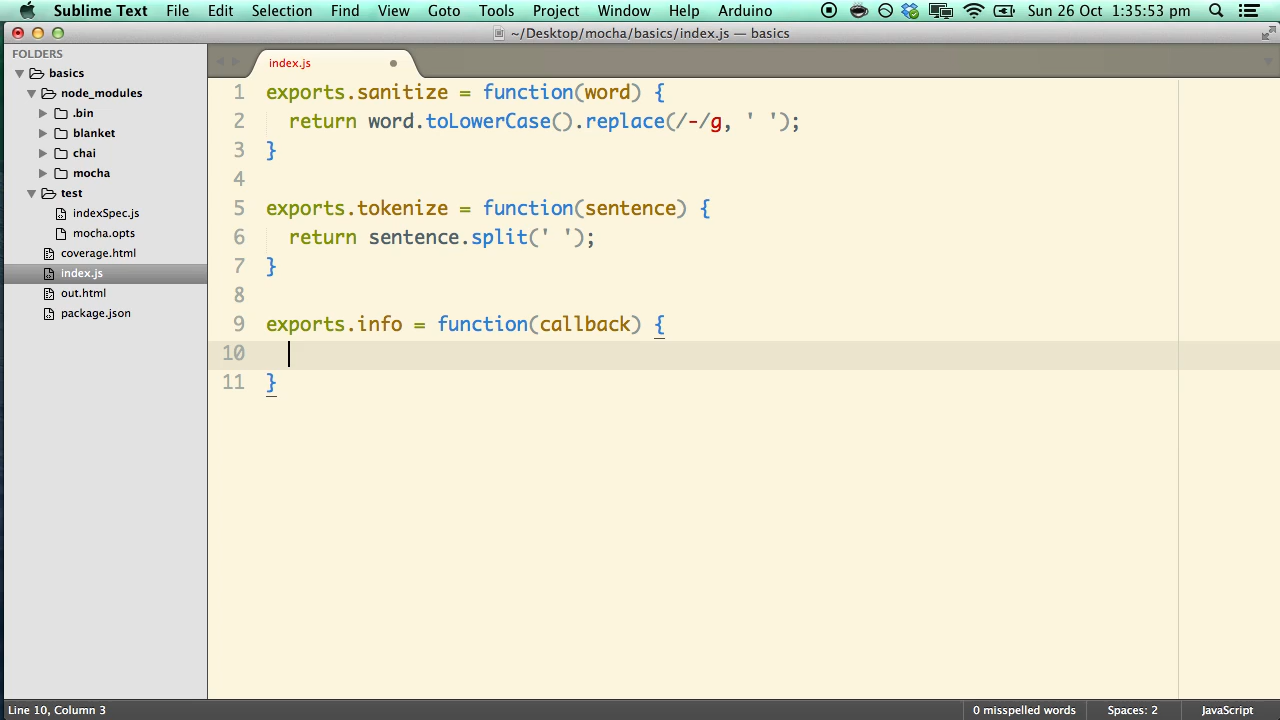 Sublime Text File Edit Selection Find View Goto Tools Project Window Help Arduino Sun 26 Oct 1:35:53 pm
~/Desktop/mocha/basics/index.js — basics
FOLDERS
basics
node_modules
.bin
blanket
chai
mocha
test
indexSpec.js
mocha.opts
coverage.html
index.js
out.html
package.json
index.js
1 exports.sanitize = function(word) {
2 return word.toLowerCase().replace(/-/g, ' ');
3 }
4
5 exports.tokenize = function(sentence) {
6 return sentence.split(' ');
7 }
8
9 exports.info = function(callback) {
10
11 }
Line 10, Column 3 0 misspelled words Spaces: 2 JavaScript